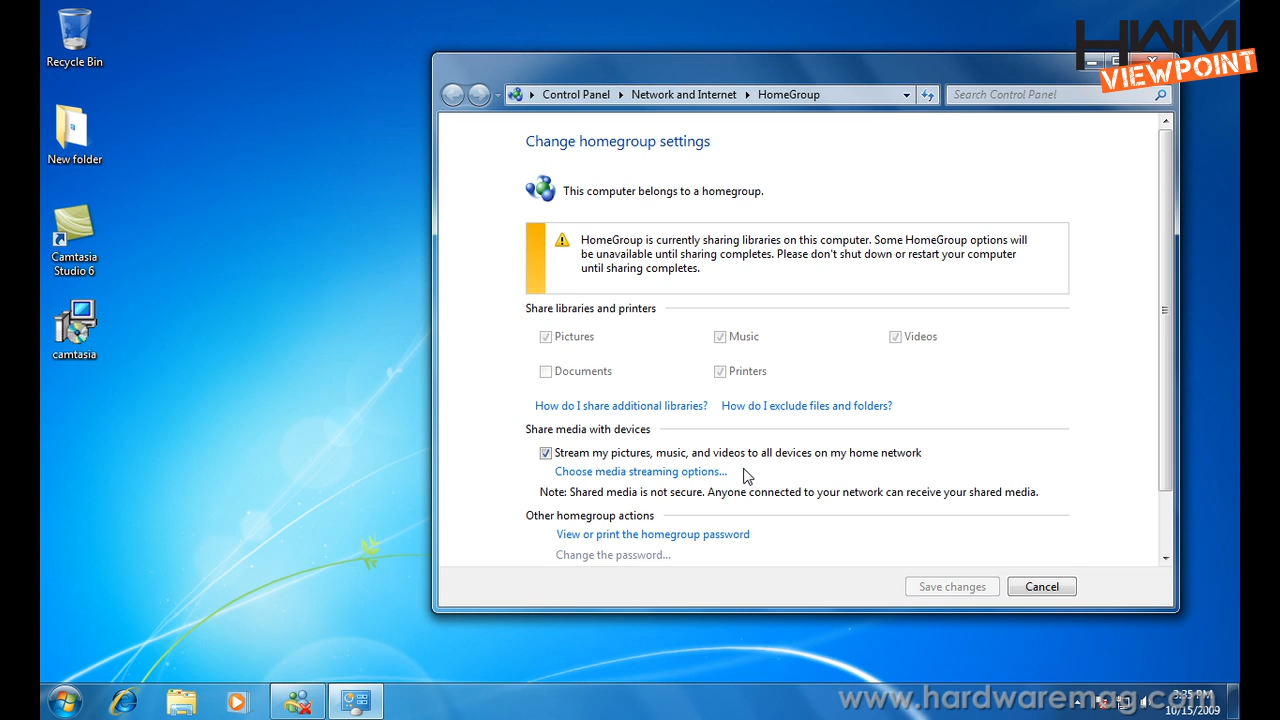 HWM
VIEWPOINT
Recycle Bin
New folder
Camtasia
Studio 6
camtasia
Control Panel
Network and Internet
HomeGroup
Search Control Panel
Change homegroup settings
This computer belongs to a homegroup.
HomeGroup is currently sharing libraries on this computer. Some HomeGroup options will
be unavailable until sharing completes. Please don't shut down or restart your computer
until sharing completes.
Share libraries and printers
Pictures
Music
Videos
Documents
Printers
How do I share additional libraries?
How do I exclude files and folders?
Share media with devices
Stream my pictures, music, and videos to all devices on my home network
Choose media streaming options...
Note: Shared media is not secure. Anyone connected to your network can receive your shared media.
Other homegroup actions
View or print the homegroup password
Change the password...
Save changes
Cancel
www.hardwaremag.com
3:35 PM
10/15/2009